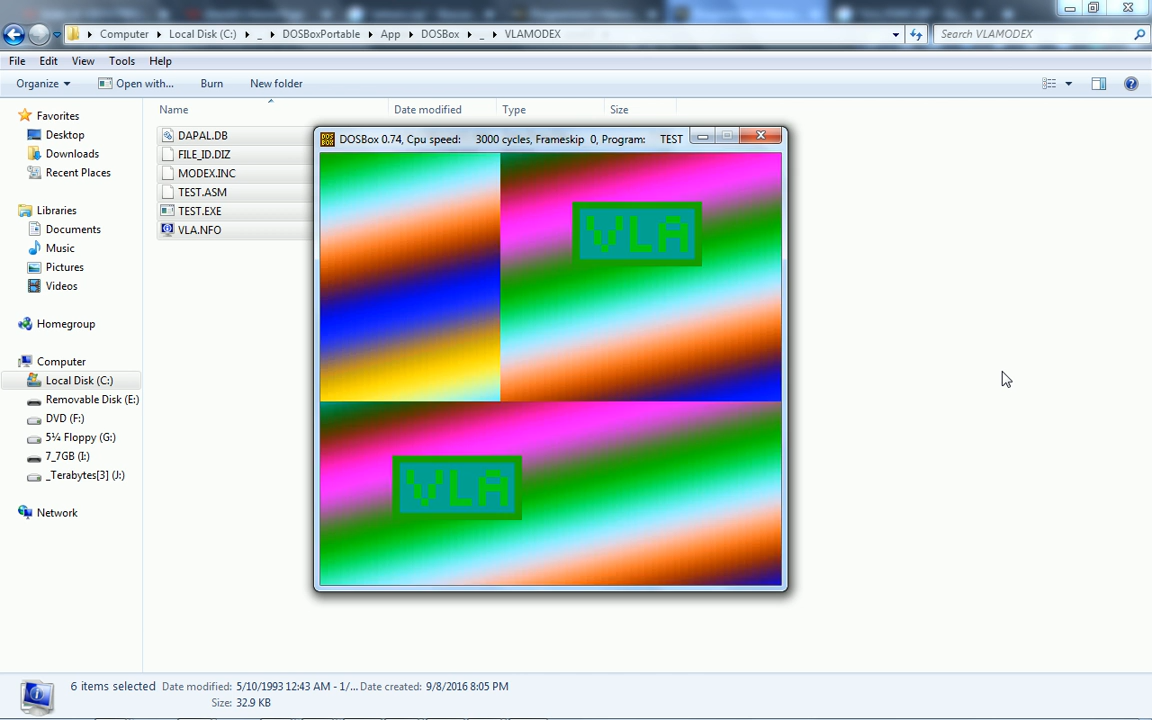 Computer Local Disk (C:) _ DOSBoxPortable App DOSBox _ VLAMODEX
Search VLAMODEX
File Edit View Tools Help
Organize Open with... Burn New folder
Name Date modified Type Size
Favorites
Desktop
Downloads
Recent Places
Libraries
Documents
Music
Pictures
Videos
Homegroup
Computer
Local Disk (C:)
Removable Disk (E:)
DVD (F:)
5¼ Floppy (G:)
7_7GB (I:)
_Terabytes[3] (J:)
Network
DAPAL.DB
FILE_ID.DIZ
MODEX.INC
TEST.ASM
TEST.EXE
VLA.NFO
DOSBox 0.74, Cpu speed: 3000 cycles, Frameskip 0, Program: TEST
VLA
VLA
6 items selected Date modified: 5/10/1993 12:43 AM - 1/... Date created: 9/8/2016 8:05 PM
Size: 32.9 KB